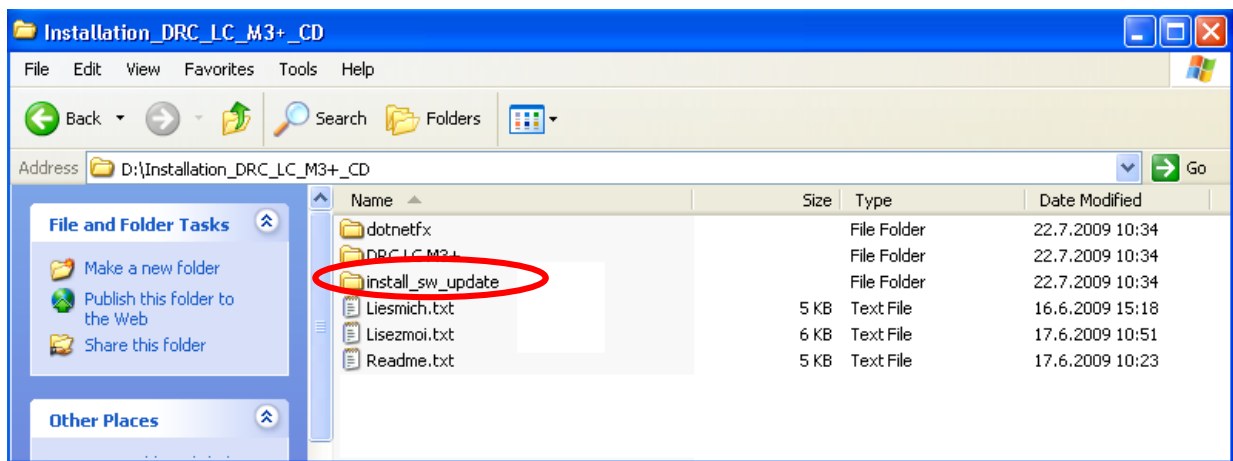 Installation_DRC_LC_M3+_CD
File Edit View Favorites Tools Help
Back Search Folders
Address D:\Installation_DRC_LC_M3+_CD Go
Name Size Type Date Modified
File and Folder Tasks
Make a new folder
Publish this folder to
the Web
Share this folder
Other Places
dotnetfx File Folder 22.7.2009 10:34
DRC LC M3+ File Folder 22.7.2009 10:34
install_sw_update File Folder 22.7.2009 10:34
Liesmich.txt 5 KB Text File 16.6.2009 15:18
Lisezmoi.txt 6 KB Text File 17.6.2009 10:51
Readme.txt 5 KB Text File 17.6.2009 10:23